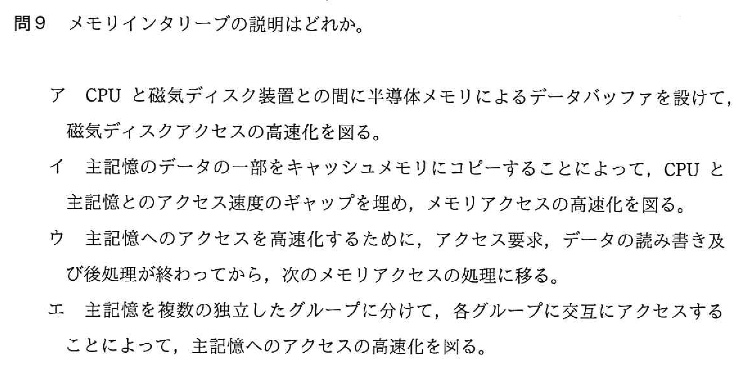 問9 メモリインタリーブの説明はどれか。
ア CPU と磁気ディスク装置との間に半導体メモリによるデータバッファを設けて，
磁気ディスクアクセスの高速化を図る。
イ 主記憶のデータの一部をキャッシュメモリにコピーすることによって，CPU と
主記憶とのアクセス速度のギャップを埋め，メモリアクセスの高速化を図る。
ウ 主記憶へのアクセスを高速化するために，アクセス要求，データの読み書き及
び後処理が終わってから，次のメモリアクセスの処理に移る。
エ 主記憶を複数の独立したグループに分けて，各グループに交互にアクセスする
ことによって，主記憶へのアクセスの高速化を図る。